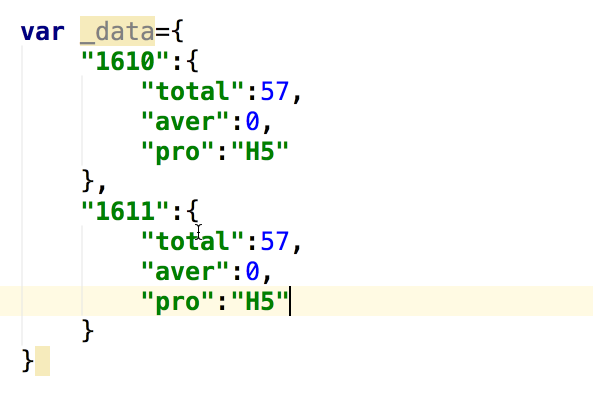 var _data={
"1610":{
"total":57,
"aver":0,
"pro":"H5"
},
"1611":{
"total":57,
"aver":0,
"pro":"H5"
}
}